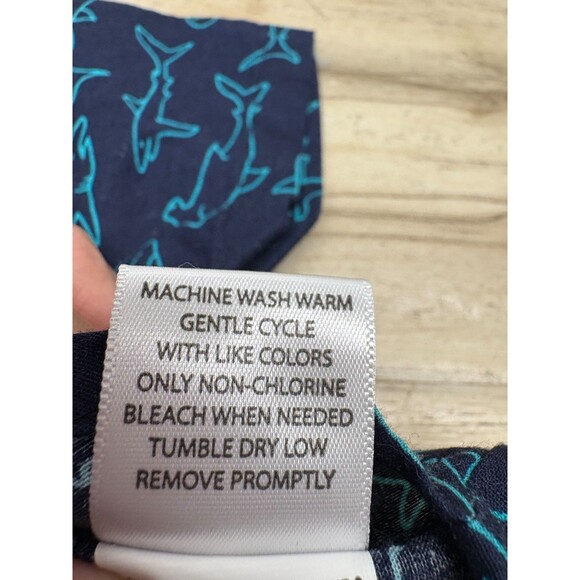 MACHINE WASH WARM
GENTLE CYCLE
WITH LIKE COLORS
ONLY NON-CHLORINE
BLEACH WHEN NEEDED
TUMBLE DRY LOW
REMOVE PROMPTLY